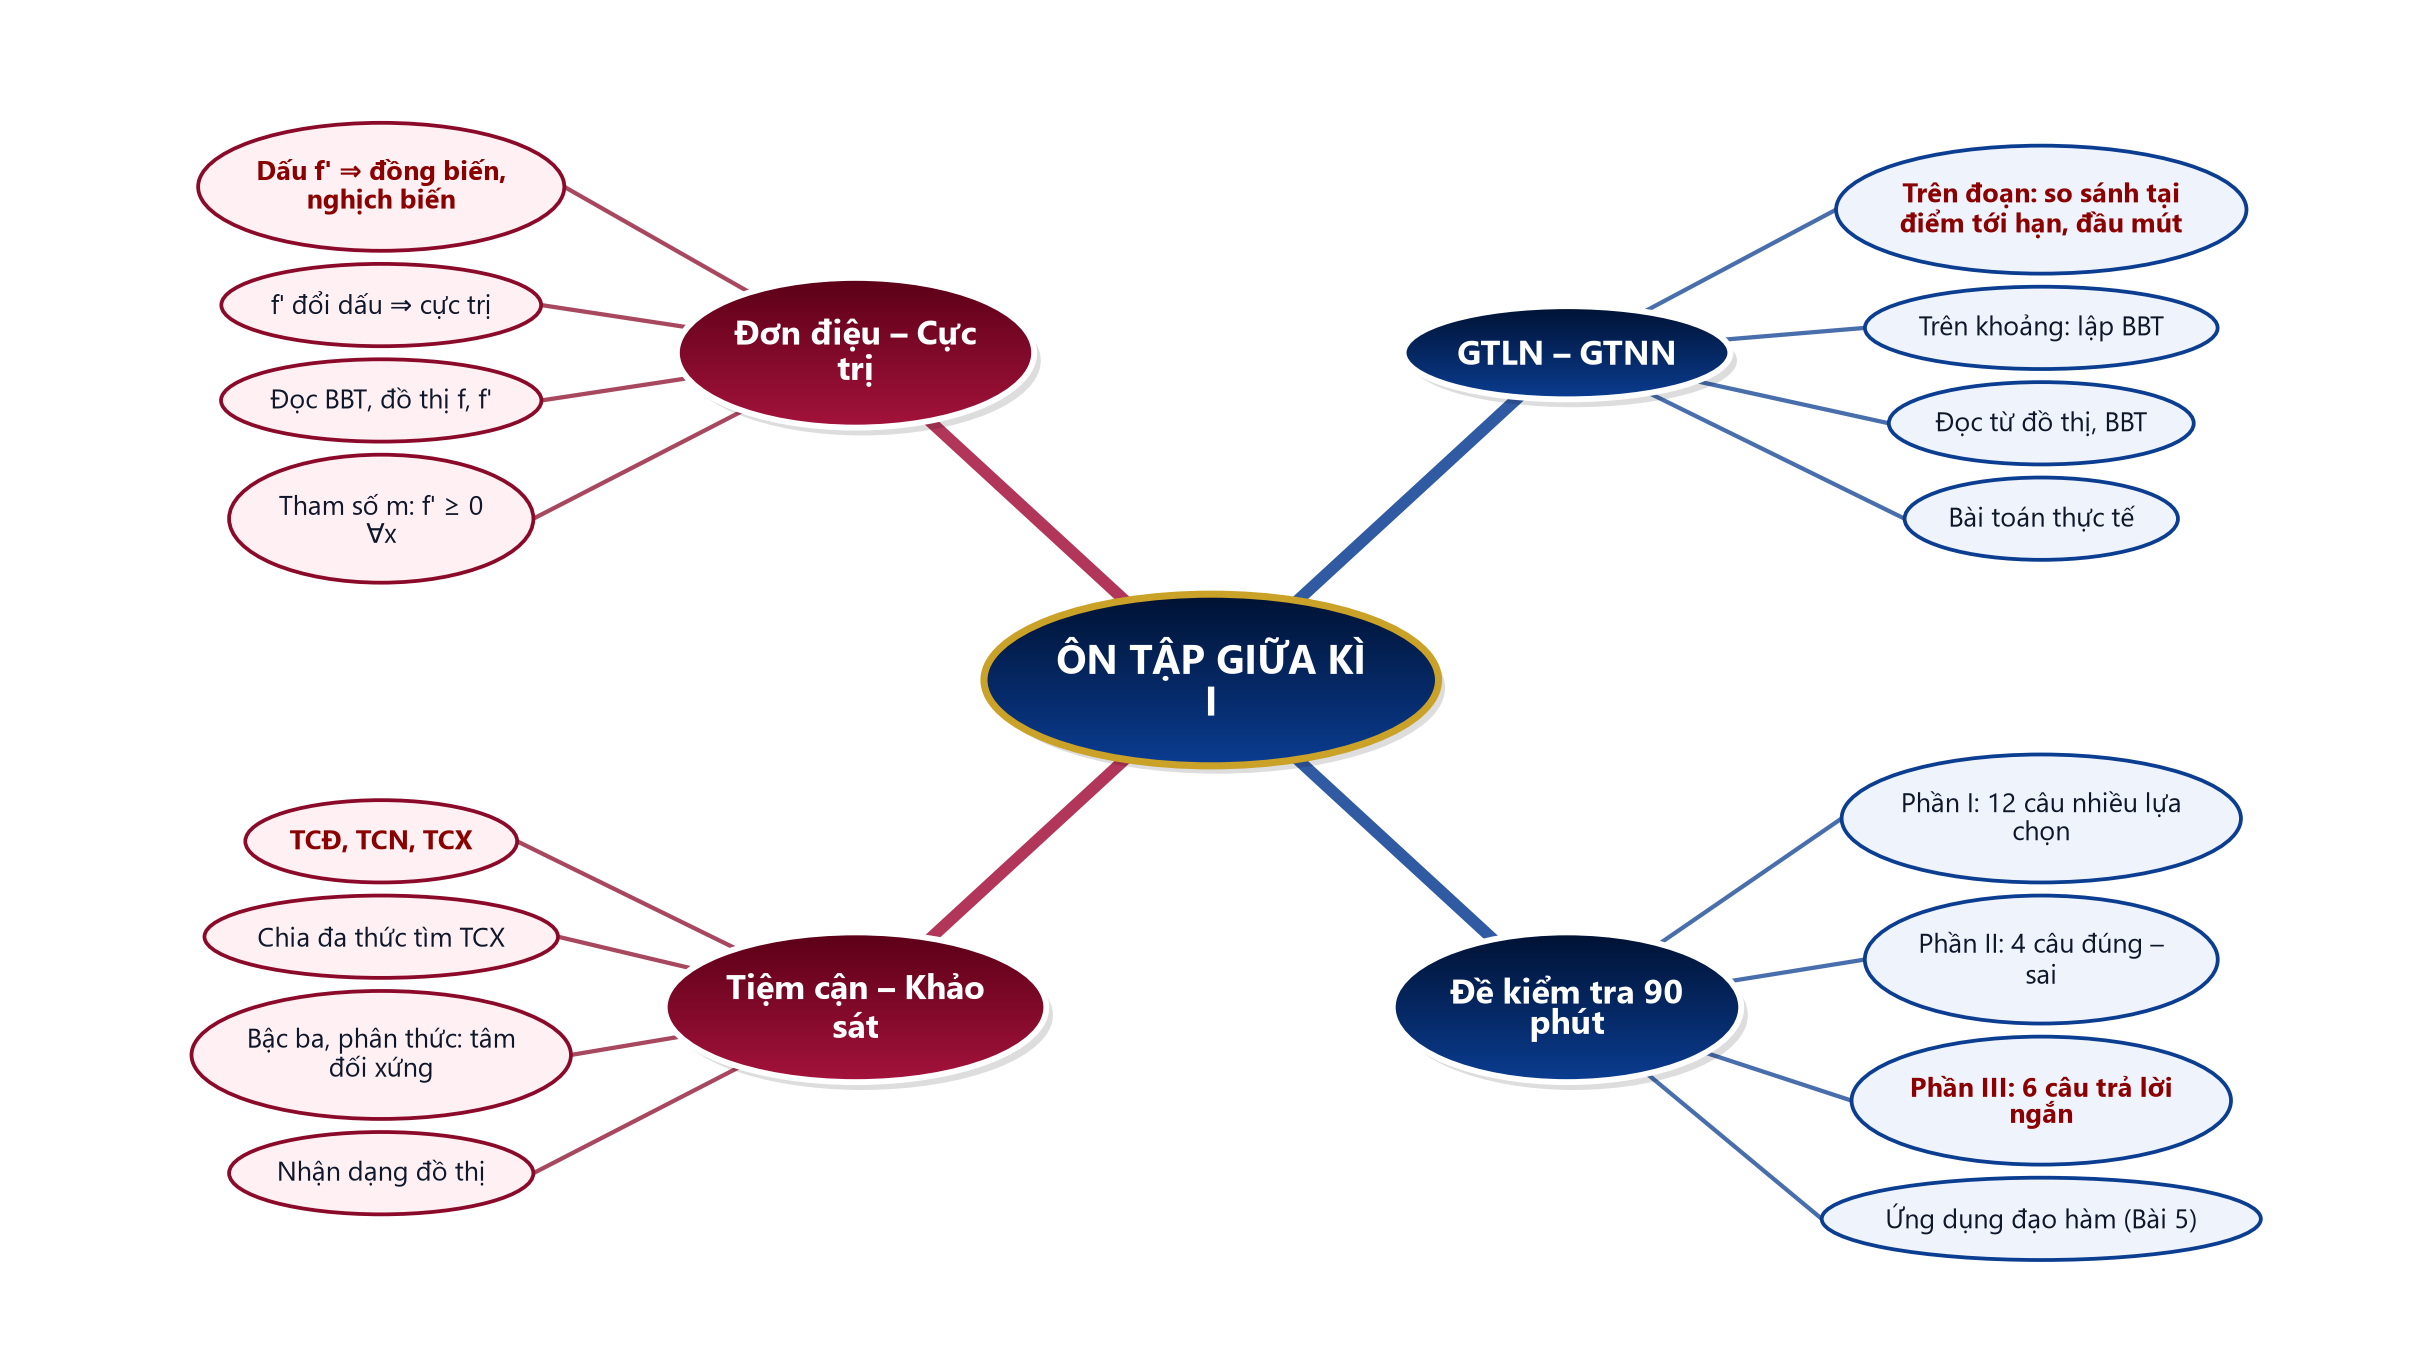 Dấu f' ⇒ đồng biến,
nghịch biến
f' đổi dấu ⇒ cực trị
Đọc BBT, đồ thị f, f'
Tham số m: f' ≥ 0
∀x
Đơn điệu – Cực
trị
GTLN – GTNN
Trên đoạn: so sánh tại
điểm tới hạn, đầu mút
Trên khoảng: lập BBT
Đọc từ đồ thị, BBT
Bài toán thực tế
ÔN TẬP GIỮA KÌ
I
TCĐ, TCN, TCX
Chia đa thức tìm TCX
Bậc ba, phân thức: tâm
đối xứng
Nhận dạng đồ thị
Tiệm cận – Khảo
sát
Đề kiểm tra 90
phút
Phần I: 12 câu nhiều lựa
chọn
Phần II: 4 câu đúng –
sai
Phần III: 6 câu trả lời
ngắn
Ứng dụng đạo hàm (Bài 5)